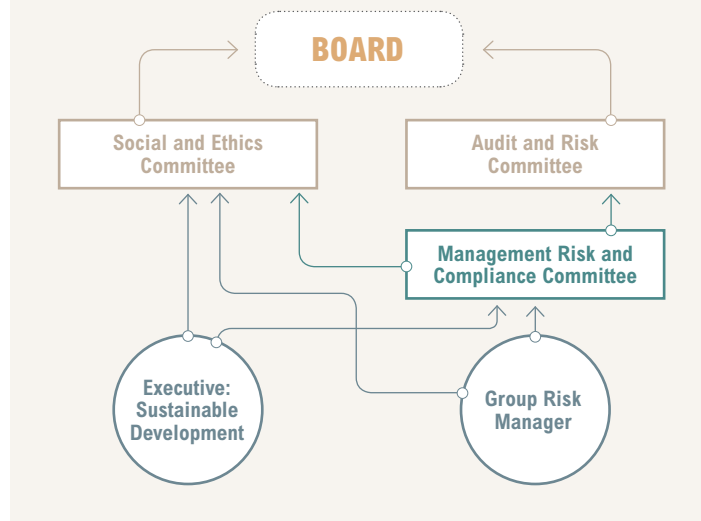 BOARD
Social and Ethics
Committee
Audit and Risk
Committee
Management Risk and
Compliance Committee
Executive:
Sustainable
Development
Group Risk
Manager